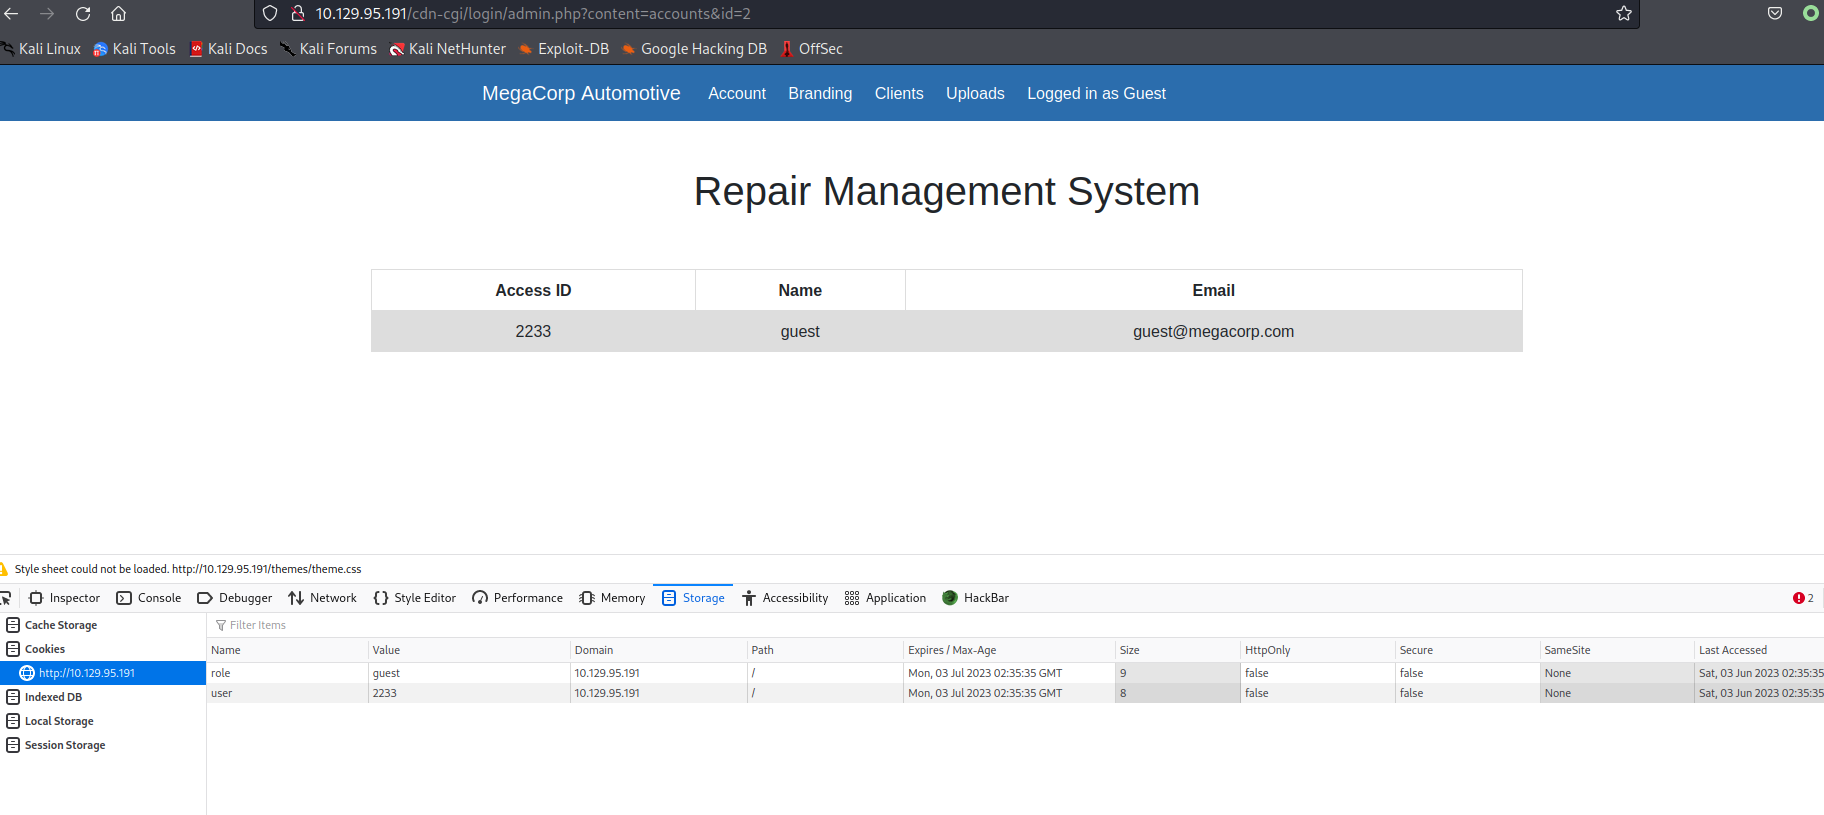 10.129.95.191/cdn-cgi/login/admin.php?content=accounts&id=2
Kali Linux Kali Tools Kali Docs Kali Forums Kali NetHunter Exploit-DB Google Hacking DB OffSec
MegaCorp Automotive Account Branding Clients Uploads Logged in as Guest
Repair Management System
Access ID Name Email
2233 guest guest@megacorp.com
Style sheet could not be loaded. http://10.129.95.191/themes/theme.css
Inspector Console Debugger Network Style Editor Performance Memory Storage Accessibility Application HackBar 2
Cache Storage
Cookies
http://10.129.95.191
Indexed DB
Local Storage
Session Storage
Filter Items
Name Value Domain Path Expires / Max-Age Size HttpOnly Secure SameSite Last Accessed
role guest 10.129.95.191 / Mon, 03 Jul 2023 02:35:35 GMT 9 false false None Sat, 03 Jun 2023 02:35:35
user 2233 10.129.95.191 / Mon, 03 Jul 2023 02:35:35 GMT 8 false false None Sat, 03 Jun 2023 02:35:35